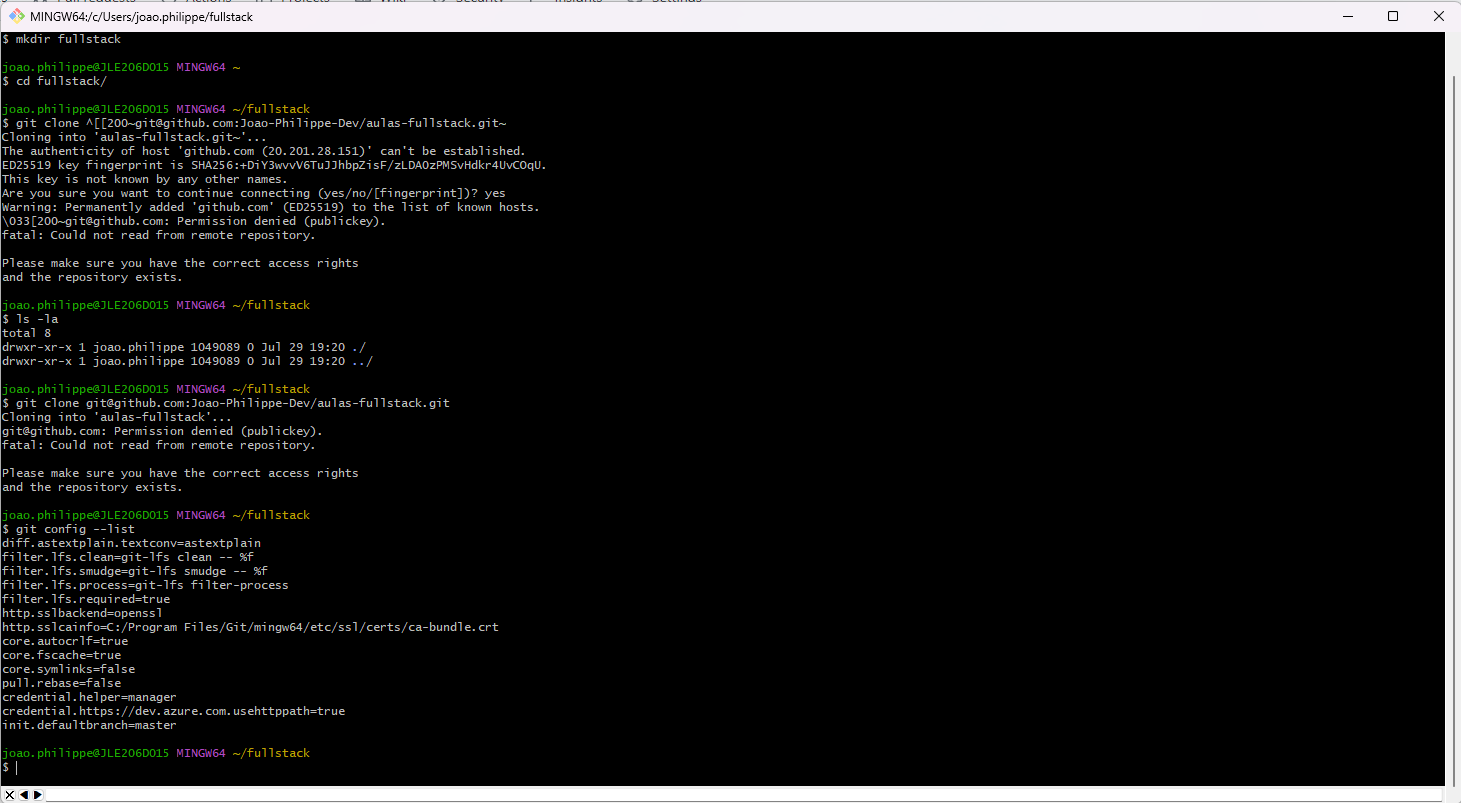 Pull requests Actions Projects Wiki Security Insights Settings
MINGW64:/c/Users/joao.philippe/fullstack
$ mkdir fullstack
joao.philippe@JLE206D015 MINGW64 ~
$ cd fullstack/
joao.philippe@JLE206D015 MINGW64 ~/fullstack
$ git clone ^[[200~git@github.com:Joao-Philippe-Dev/aulas-fullstack.git~
Cloning into 'aulas-fullstack.git~'...
The authenticity of host 'github.com (20.201.28.151)' can't be established.
ED25519 key fingerprint is SHA256:+DiY3wvvV6TuJJhbpZisF/zLDA0zPMSvHdkr4UvCOqU.
This key is not known by any other names.
Are you sure you want to continue connecting (yes/no/[fingerprint])? yes
Warning: Permanently added 'github.com' (ED25519) to the list of known hosts.
\033[200~git@github.com: Permission denied (publickey).
fatal: Could not read from remote repository.
Please make sure you have the correct access rights
and the repository exists.
joao.philippe@JLE206D015 MINGW64 ~/fullstack
$ ls -la
total 8
drwxr-xr-x 1 joao.philippe 1049089 0 Jul 29 19:20 ./
drwxr-xr-x 1 joao.philippe 1049089 0 Jul 29 19:20 ../
joao.philippe@JLE206D015 MINGW64 ~/fullstack
$ git clone git@github.com:Joao-Philippe-Dev/aulas-fullstack.git
Cloning into 'aulas-fullstack'...
git@github.com: Permission denied (publickey).
fatal: Could not read from remote repository.
Please make sure you have the correct access rights
and the repository exists.
joao.philippe@JLE206D015 MINGW64 ~/fullstack
$ git config --list
diff.astextplain.textconv=astextplain
filter.lfs.clean=git-lfs clean -- %f
filter.lfs.smudge=git-lfs smudge -- %f
filter.lfs.process=git-lfs filter-process
filter.lfs.required=true
http.sslbackend=openssl
http.sslcainfo=C:/Program Files/Git/mingw64/etc/ssl/certs/ca-bundle.crt
core.autocrlf=true
core.fscache=true
core.symlinks=false
pull.rebase=false
credential.helper=manager
credential.https://dev.azure.com.usehttppath=true
init.defaultbranch=master
joao.philippe@JLE206D015 MINGW64 ~/fullstack
$